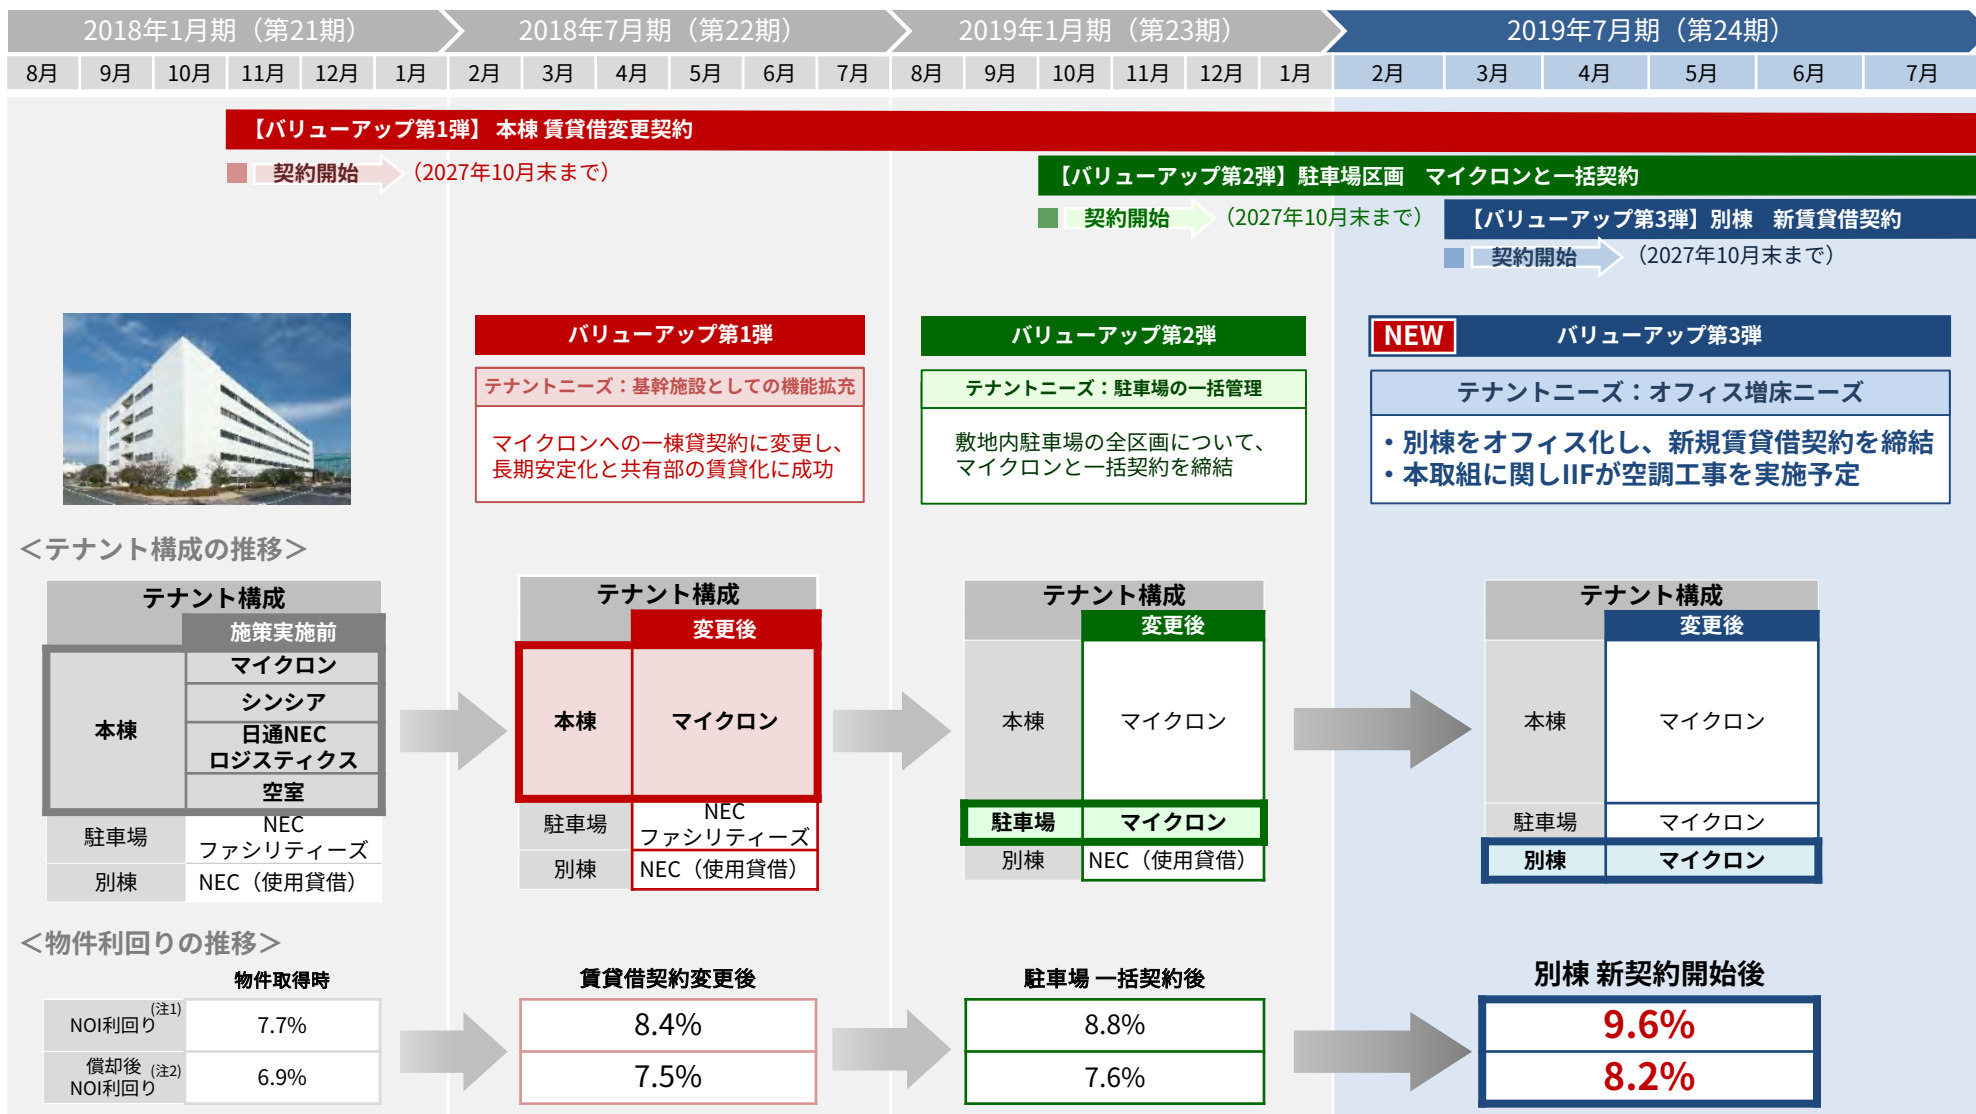 2018年1月期（第21期）
2018年7月期（第22期）
2019年1月期（第23期）
2019年7月期（第24期）
8月 9月 10月 11月 12月 1月 2月 3月 4月 5月 6月 7月 8月 9月 10月 11月 12月 1月 2月 3月 4月 5月 6月 7月
【バリューアップ第1弾】 本棟 賃貸借変更契約
契約開始 （2027年10月末まで）
【バリューアップ第2弾】駐車場区画　マイクロンと一括契約
契約開始 （2027年10月末まで）
【バリューアップ第3弾】別棟　新賃貸借契約
契約開始 （2027年10月末まで）
バリューアップ第1弾
テナントニーズ：基幹施設としての機能拡充
マイクロンへの一棟貸契約に変更し、
長期安定化と共有部の賃貸化に成功
バリューアップ第2弾
テナントニーズ：駐車場の一括管理
敷地内駐車場の全区画について、
マイクロンと一括契約を締結
NEW バリューアップ第3弾
テナントニーズ：オフィス増床ニーズ
・別棟をオフィス化し、新規賃貸借契約を締結
・本取組に関しIIFが空調工事を実施予定
＜テナント構成の推移＞
テナント構成
施策実施前
本棟
マイクロン
シンシア
日通NEC
ロジスティクス
空室
駐車場
NEC
ファシリティーズ
別棟 NEC（使用貸借）
テナント構成
変更後
本棟 マイクロン
駐車場
NEC
ファシリティーズ
別棟 NEC（使用貸借）
テナント構成
変更後
本棟 マイクロン
駐車場 マイクロン
別棟 NEC（使用貸借）
テナント構成
変更後
本棟 マイクロン
駐車場 マイクロン
別棟 マイクロン
＜物件利回りの推移＞
物件取得時
賃貸借契約変更後
駐車場 一括契約後
別棟 新契約開始後
NOI利回り(注1) 7.7% 8.4% 8.8% 9.6%
償却後
NOI利回り(注2) 6.9% 7.5% 7.6% 8.2%